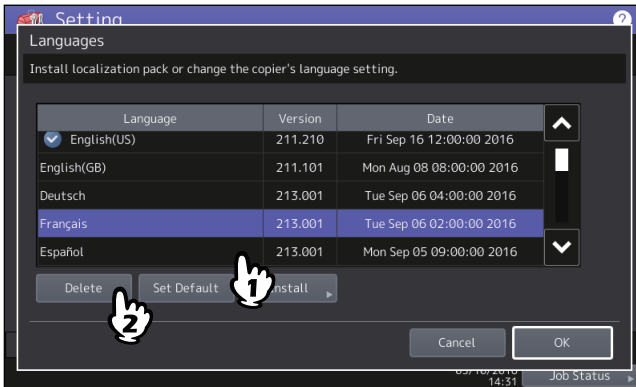 Setting
?
Languages
Install localization pack or change the copier's language setting.
Language Version Date
English(US) 211.210 Fri Sep 16 12:00:00 2016
English(GB) 211.101 Mon Aug 08 08:00:00 2016
Deutsch 213.001 Tue Sep 06 04:00:00 2016
Français 213.001 Tue Sep 06 02:00:00 2016
Español 213.001 Mon Sep 05 09:00:00 2016
Delete Set Default
1
2
Cancel OK
14:31 Job Status